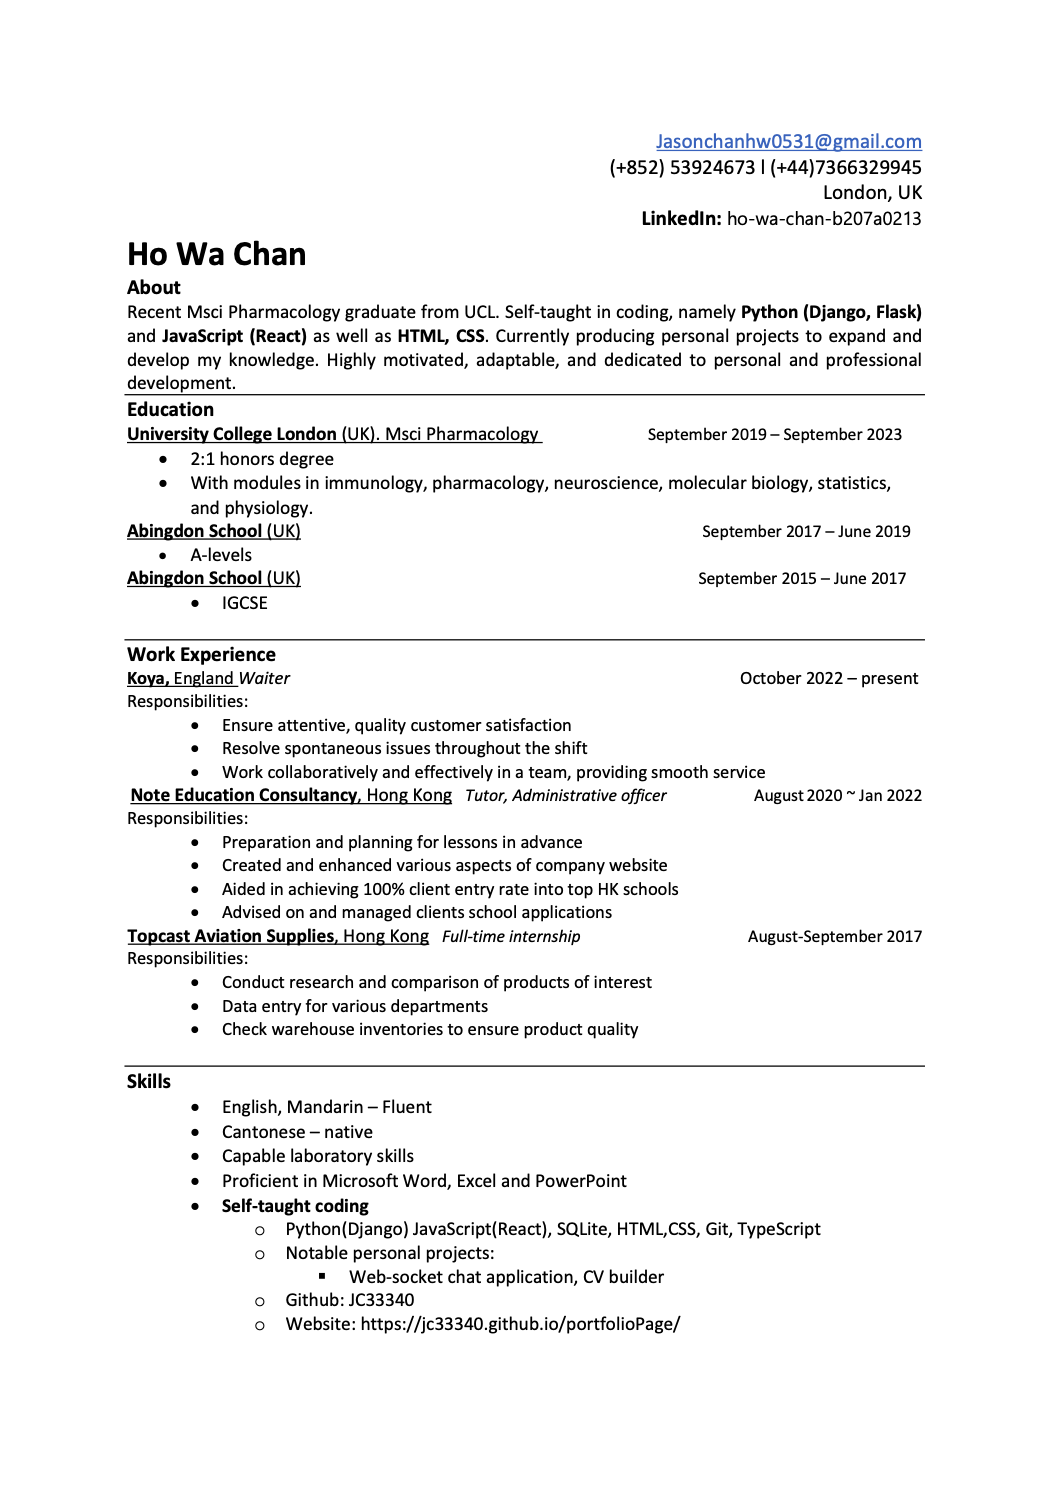 Jasonchanhw0531@gmail.com
(+852) 53924673 l (+44)7366329945
London, UK
LinkedIn: ho-wa-chan-b207a0213
Ho Wa Chan
About
Recent Msci Pharmacology graduate from UCL. Self-taught in coding, namely Python (Django, Flask)
and JavaScript (React) as well as HTML, CSS. Currently producing personal projects to expand and
develop my knowledge. Highly motivated, adaptable, and dedicated to personal and professional
development.
Education
University College London (UK). Msci Pharmacology September 2019 – September 2023
• 2:1 honors degree
• With modules in immunology, pharmacology, neuroscience, molecular biology, statistics,
and physiology.
Abingdon School (UK) September 2017 – June 2019
• A-levels
Abingdon School (UK) September 2015 – June 2017
• IGCSE
Work Experience
Koya, England Waiter October 2022 – present
Responsibilities:
• Ensure attentive, quality customer satisfaction
• Resolve spontaneous issues throughout the shift
• Work collaboratively and effectively in a team, providing smooth service
Note Education Consultancy, Hong Kong Tutor, Administrative officer August 2020 ~ Jan 2022
Responsibilities:
• Preparation and planning for lessons in advance
• Created and enhanced various aspects of company website
• Aided in achieving 100% client entry rate into top HK schools
• Advised on and managed clients school applications
Topcast Aviation Supplies, Hong Kong Full-time internship August-September 2017
Responsibilities:
• Conduct research and comparison of products of interest
• Data entry for various departments
• Check warehouse inventories to ensure product quality
Skills
• English, Mandarin – Fluent
• Cantonese – native
• Capable laboratory skills
• Proficient in Microsoft Word, Excel and PowerPoint
• Self-taught coding
o Python(Django) JavaScript(React), SQLite, HTML,CSS, Git, TypeScript
o Notable personal projects:
▪ Web-socket chat application, CV builder
o Github: JC33340
o Website: https://jc33340.github.io/portfolioPage/